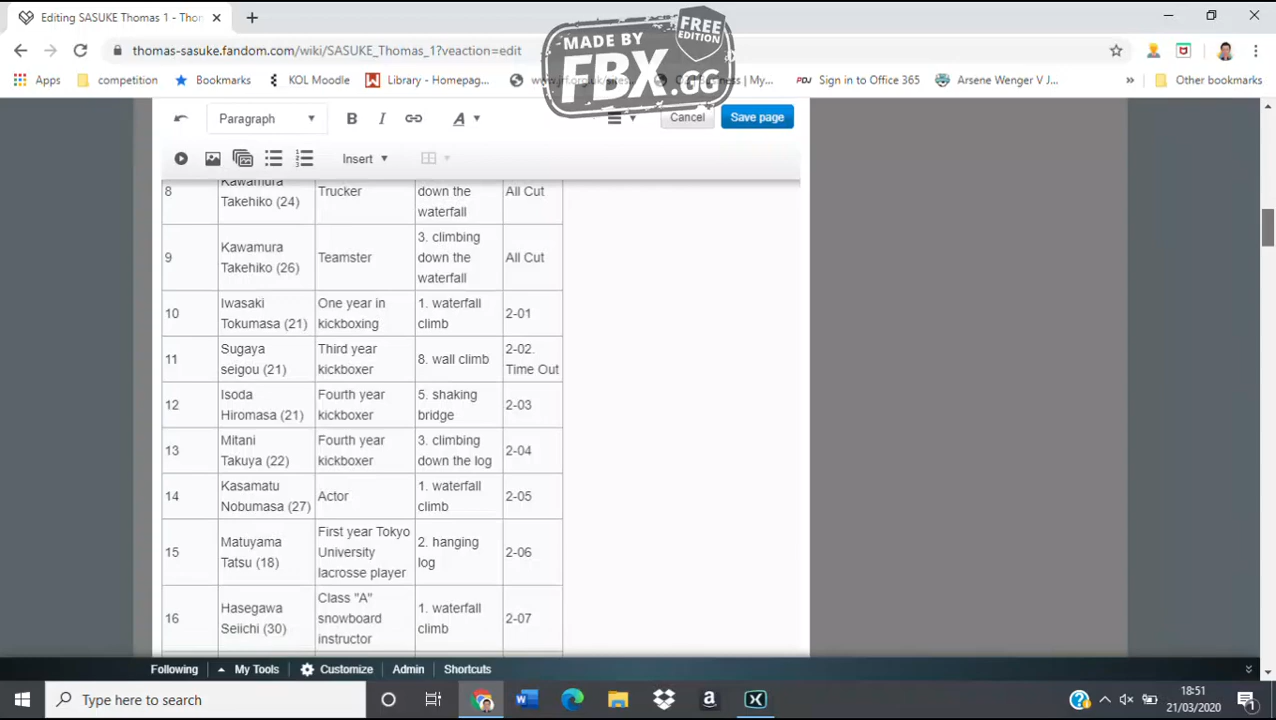 Editing SASUKE Thomas 1 - Thor
thomas-sasuke.fandom.com/wiki/SASUKE_Thomas_1?veaction=edit
MADE BY
FREE
EDITION
FBX.GG
Apps
competition
Bookmarks
KOL Moodle
Library - Homepag...
Sign in to Office 365
Arsene Wenger V J...
»
Other bookmarks
Paragraph
B
I
A
Cancel
Save page
Insert
8
Kawamura
Takehiko (24)
Trucker
down the
waterfall
All Cut
9
Kawamura
Takehiko (26)
Teamster
3. climbing
down the
waterfall
All Cut
10
Iwasaki
Tokumasa (21)
One year in
kickboxing
1. waterfall
climb
2-01
11
Sugaya
seigou (21)
Third year
kickboxer
8. wall climb
2-02.
Time Out
12
Isoda
Hiromasa (21)
Fourth year
kickboxer
5. shaking
bridge
2-03
13
Mitani
Takuya (22)
Fourth year
kickboxer
3. climbing
down the log
2-04
14
Kasamatu
Nobumasa (27)
Actor
1. waterfall
climb
2-05
15
Matuyama
Tatsu (18)
First year Tokyo
University
lacrosse player
2. hanging
log
2-06
16
Hasegawa
Seiichi (30)
Class "A"
snowboard
instructor
1. waterfall
climb
2-07
Following
My Tools
Customize
Admin
Shortcuts
Type here to search
18:51
21/03/2020